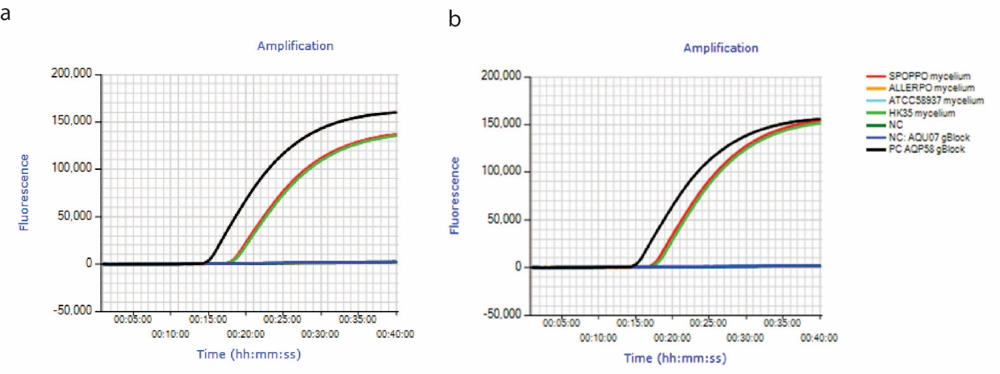 a
Amplification
200,000
150,000
100,000
50,000
0
-50,000
Fluorescence
00:05:00 00:15:00 00:25:00 00:35:00
00:10:00 00:20:00 00:30:00 00:40:00
Time (hh:mm:ss)
b
Amplification
200,000
150,000
100,000
50,000
0
-50,000
Fluorescence
00:05:00 00:15:00 00:25:00 00:35:00
00:10:00 00:20:00 00:30:00 00:40:00
Time (hh:mm:ss)
SPOPPO mycelium
ALLERPO mycelium
ATCC58937 mycelium
HK35 mycelium
NC
NC: AQU07 gBlock
PC AQP58 gBlock